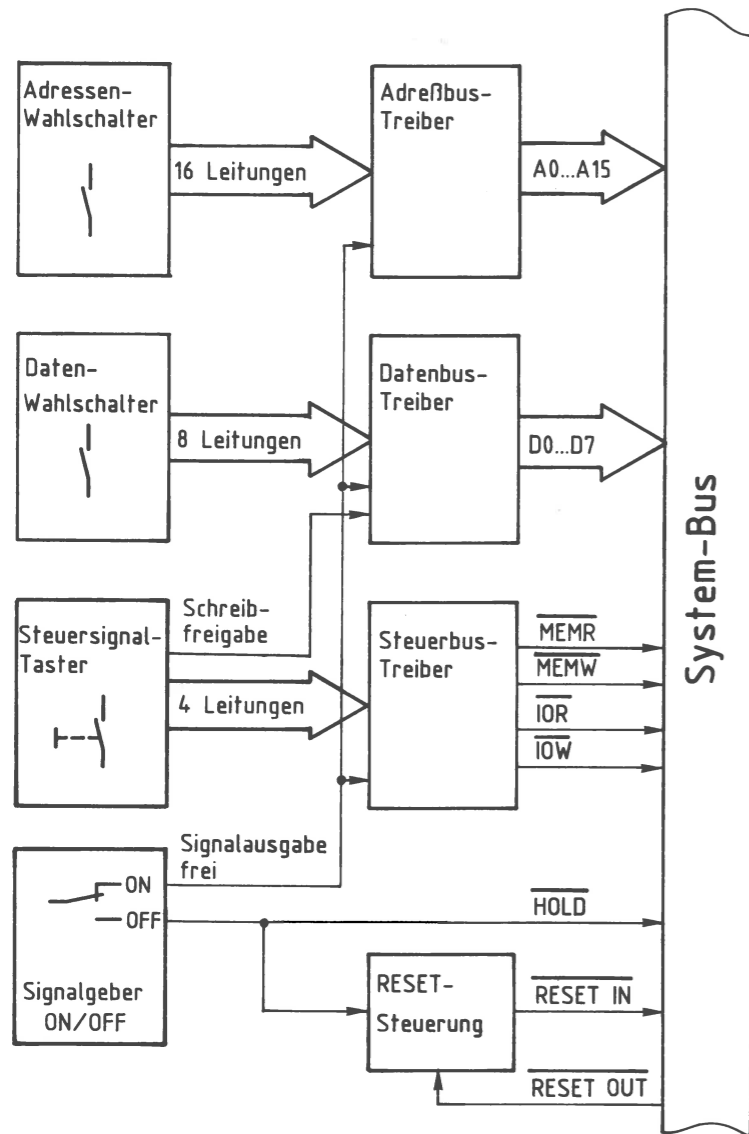 Adressen-
Wahlschalter
16 Leitungen
Adreßbus-
Treiber
A0...A15
Daten-
Wahlschalter
8 Leitungen
Datenbus-
Treiber
D0...D7
System-Bus
Steuersignal-
Taster
Schreib-
freigabe
4 Leitungen
Steuerbus-
Treiber
MEMR
MEMW
IOR
IOW
Signalausgabe
frei
ON
OFF
Signalgeber
ON/OFF
HOLD
RESET-
Steuerung
RESET IN
RESET OUT